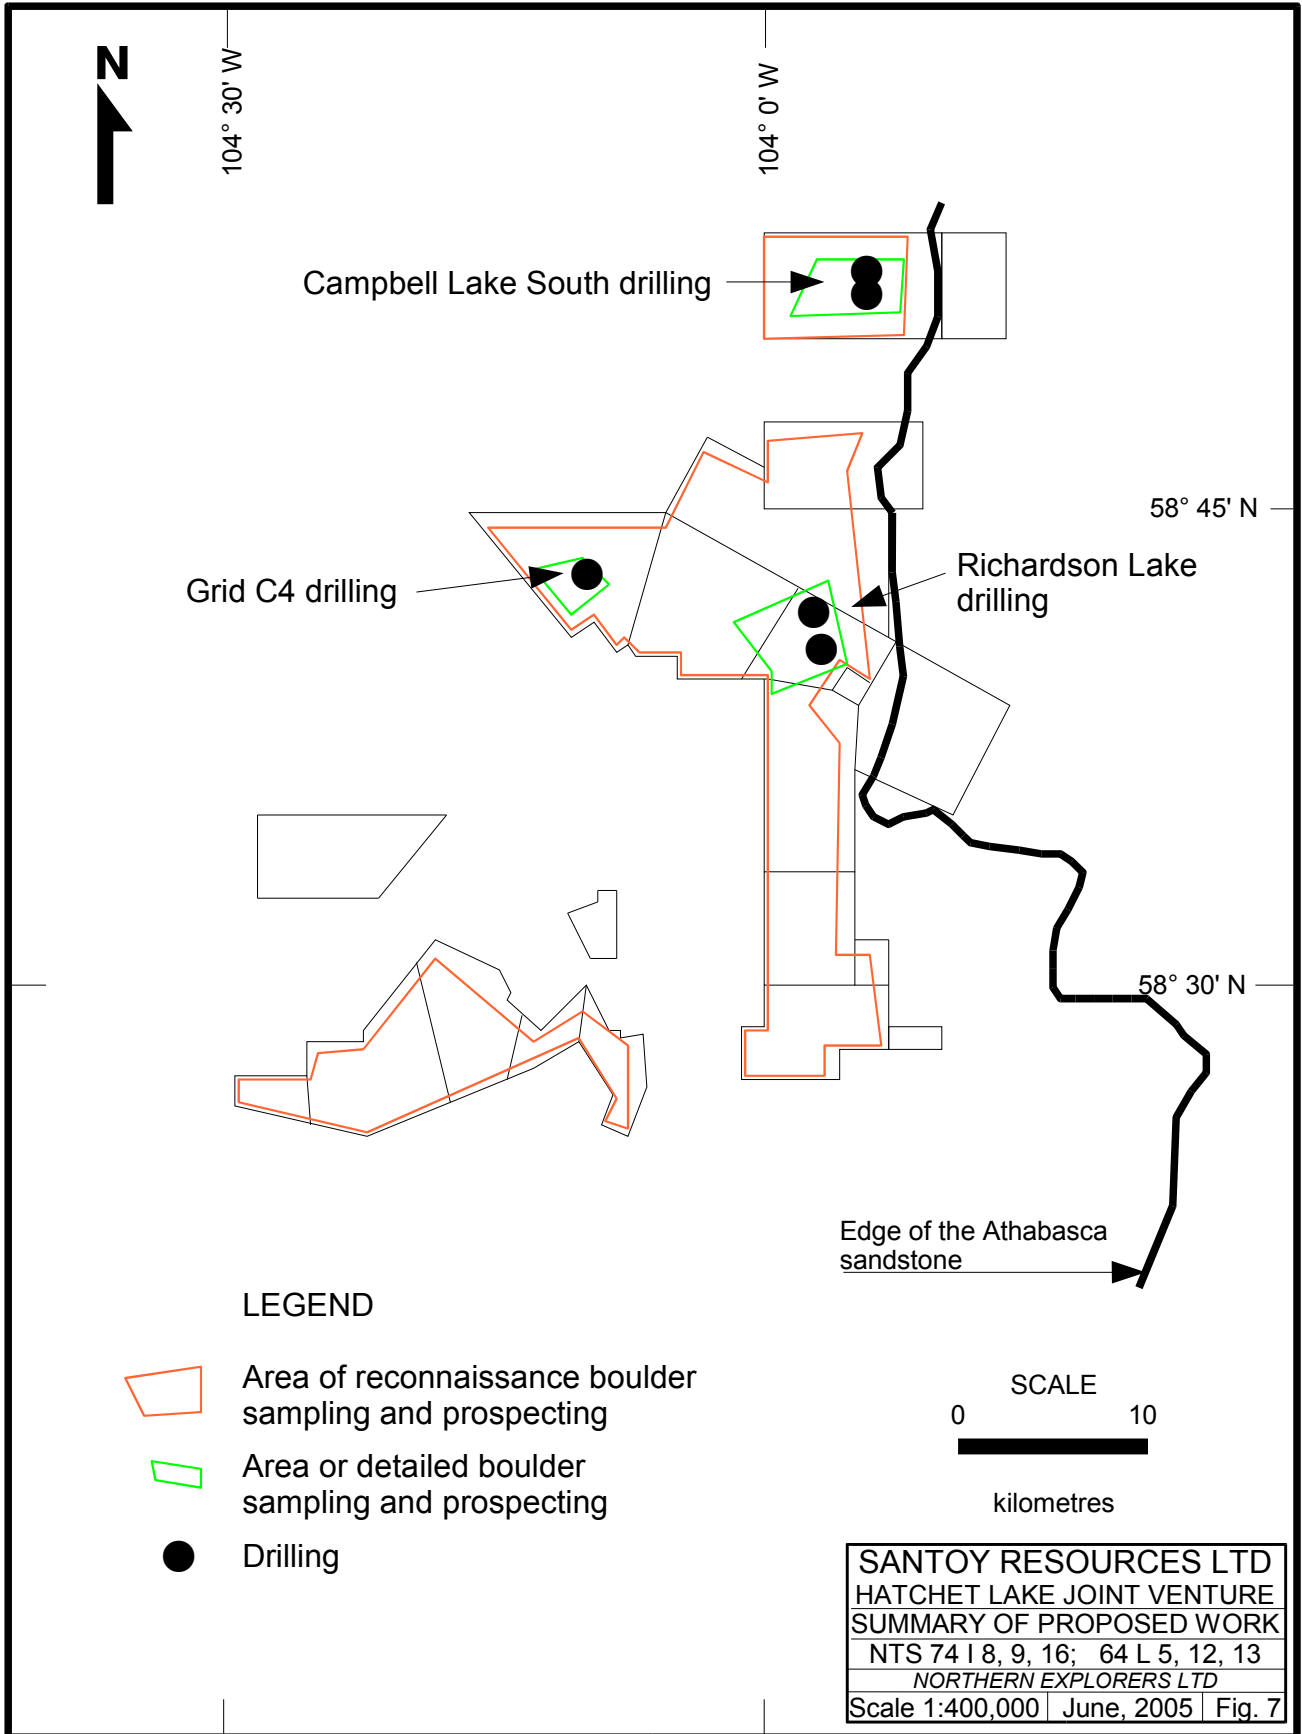 N
104° 30' W
104° 0' W
Campbell Lake South drilling
58° 45' N
Richardson Lake
drilling
Grid C4 drilling
58° 30' N
Edge of the Athabasca
sandstone
LEGEND
Area of reconnaissance boulder
sampling and prospecting
Area or detailed boulder
sampling and prospecting
Drilling
SCALE
0 10
kilometres
SANTOY RESOURCES LTD
HATCHET LAKE JOINT VENTURE
SUMMARY OF PROPOSED WORK
NTS 74 I 8, 9, 16; 64 L 5, 12, 13
NORTHERN EXPLORERS LTD
Scale 1:400,000 June, 2005 Fig. 7